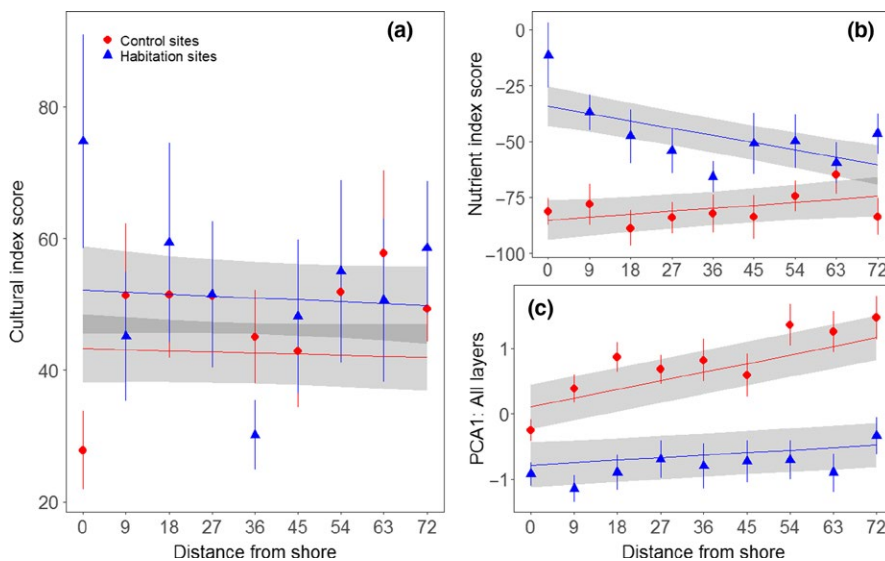 (a)
Control sites
Habitation sites
Cultural index score
80
60
40
20
0 9 18 27 36 45 54 63 72
Distance from shore
(b)
Nutrient index score
0
−25
−50
−75
−100
0 9 18 27 36 45 54 63 72
(c)
PCA1: All layers
1
0
−1
0 9 18 27 36 45 54 63 72
Distance from shore